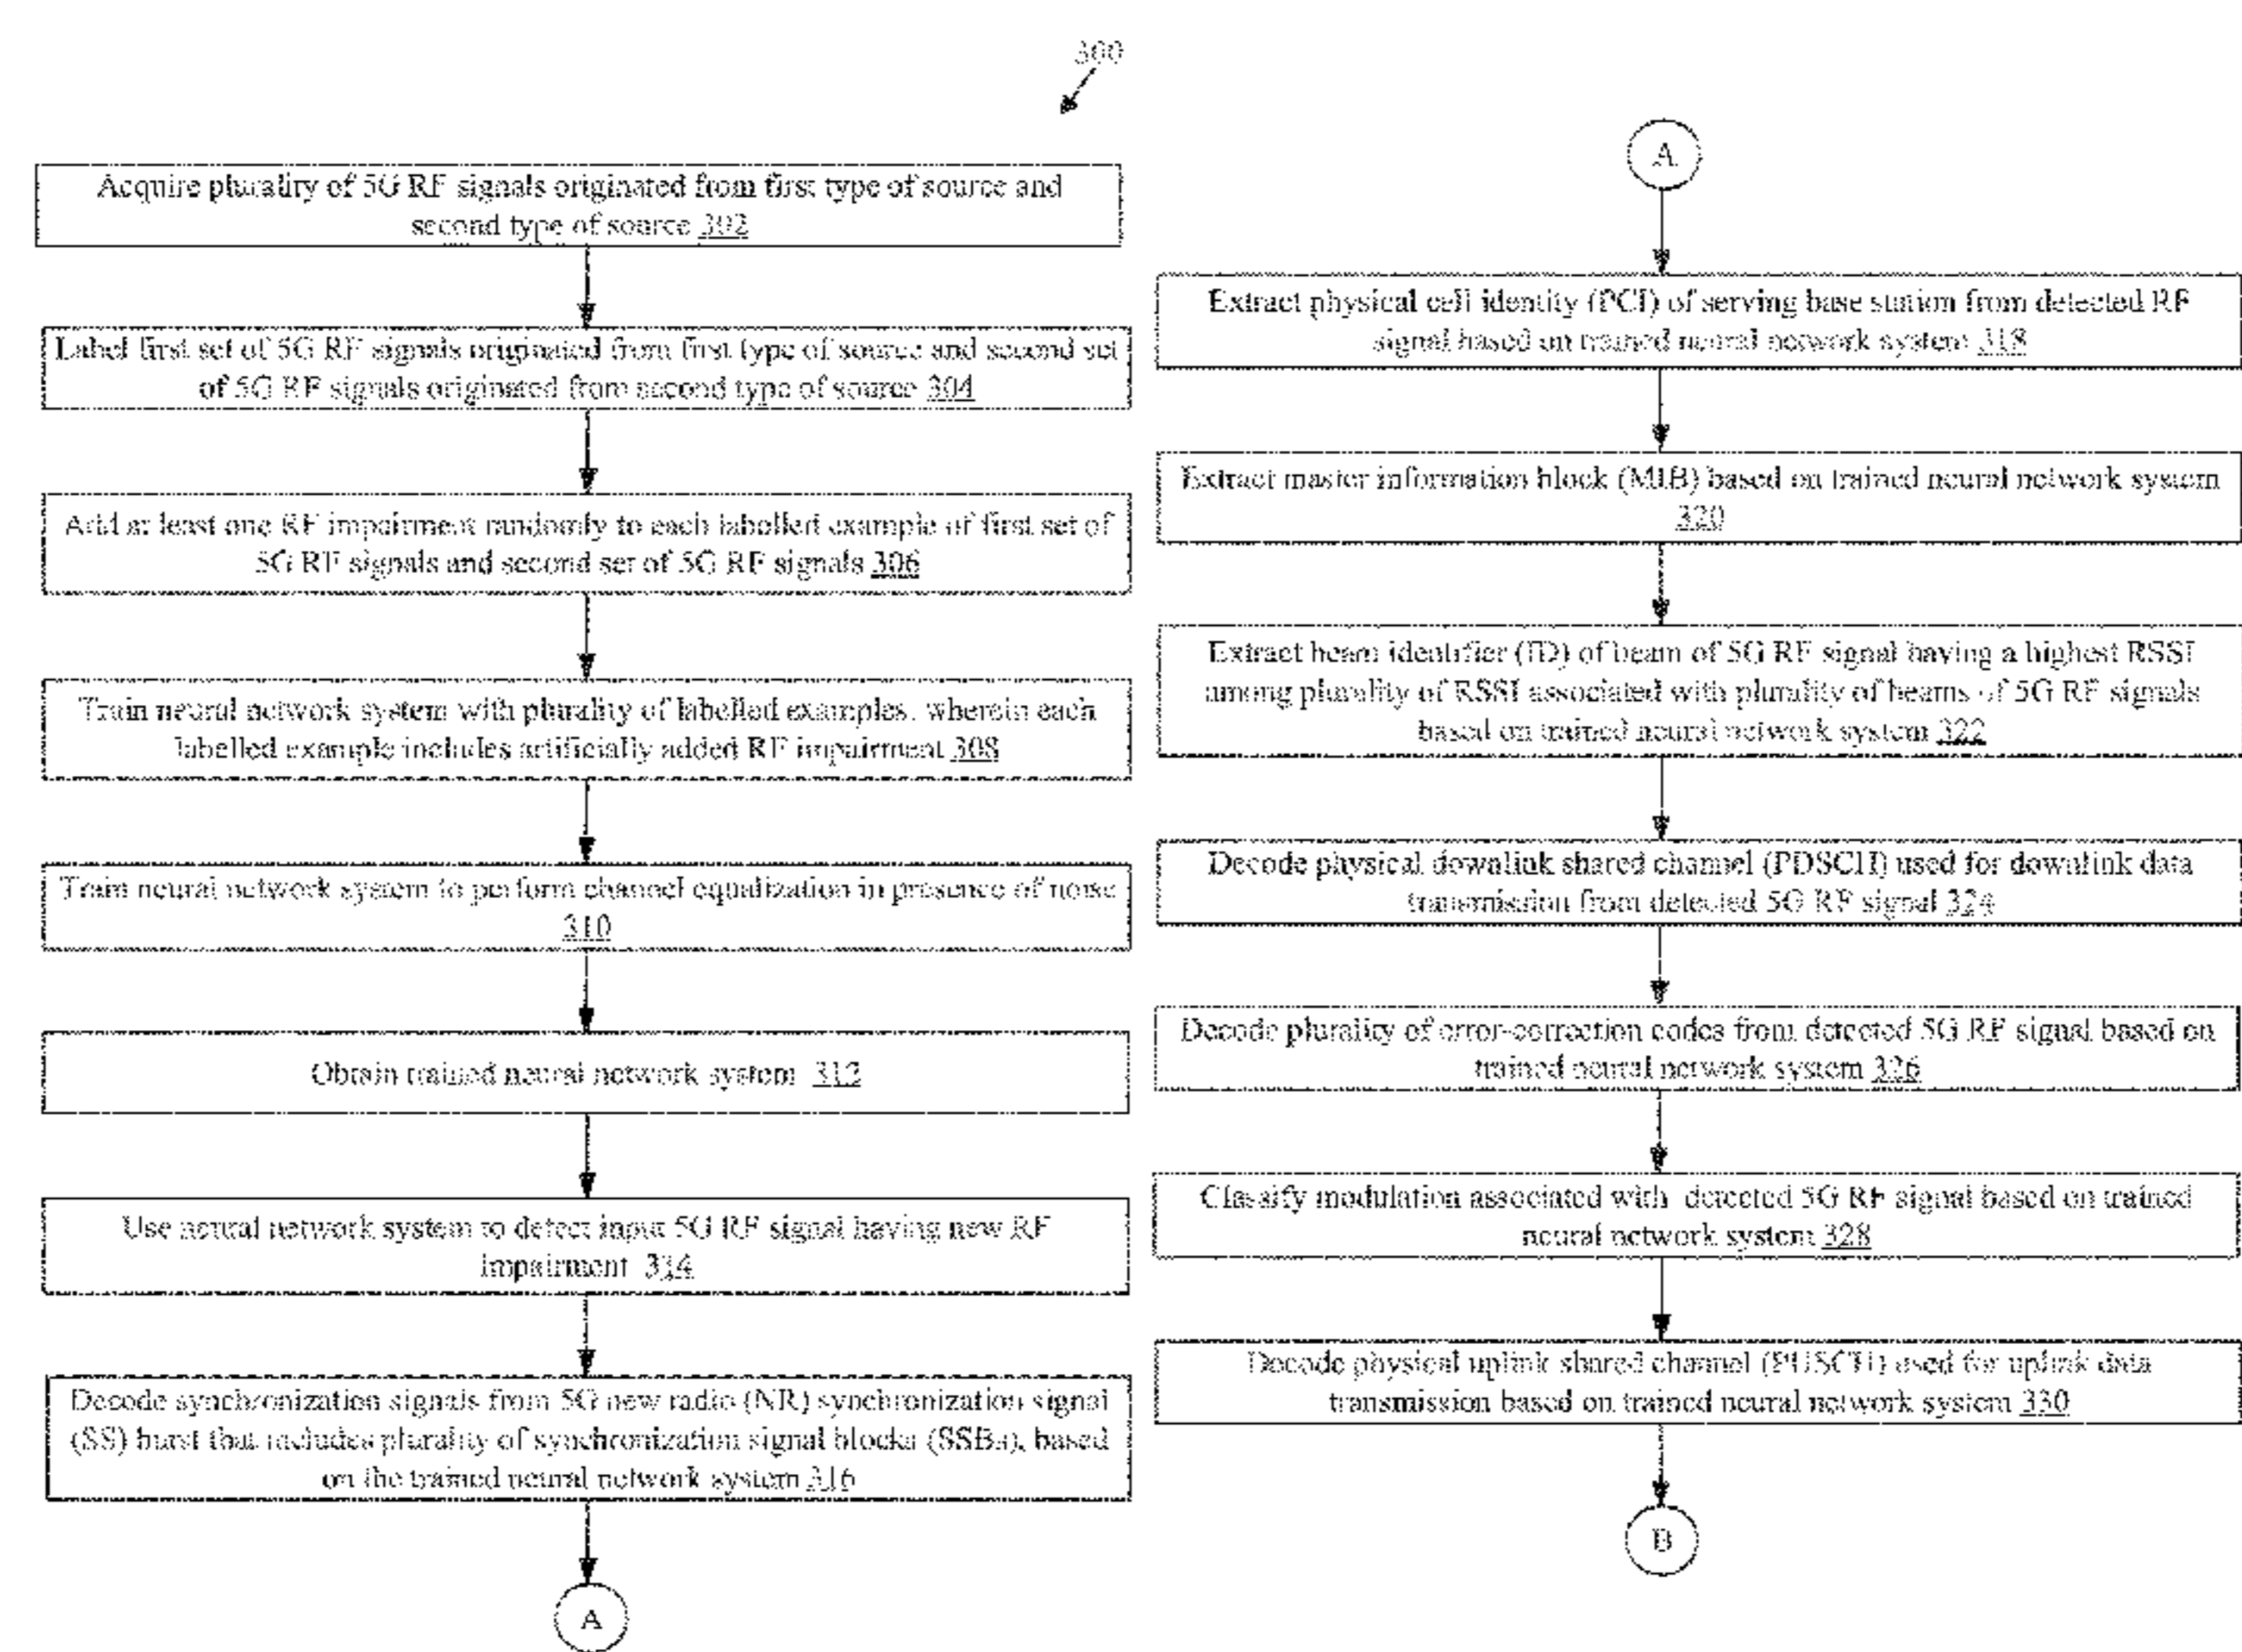 300
Acquire plurality of 5G RF signals originated from first type of source and
second type of source 302
Label first set of 5G RF signals originated from first type of source and second set
of 5G RF signals originated from second type of source 304
Add at least one RF impairment randomly to each labelled example of first set of
5G RF signals and second set of 5G RF signals 306
Train neural network system with plurality of labelled examples, wherein each
labelled example includes artificially added RF impairment 308
Train neural network system to perform channel equalization in presence of noise
310
Obtain trained neural network system 312
Use neural network system to detect input 5G RF signal having new RF
impairment 314
Decode synchronization signals from 5G new radio (NR) synchronization signal
(SS) burst that includes plurality of synchronization signal blocks (SSBs), based
on the trained neural network system 316
A
A
Extract physical cell identity (PCI) of serving base station from detected RF
signal based on trained neural network system 318
Extract master information block (MIB) based on trained neural network system
320
Extract beam identifier (ID) of beam of 5G RF signal having a highest RSSI
among plurality of RSSI associated with plurality of beams of 5G RF signals
based on trained neural network system 322
Decode physical downlink shared channel (PDSCH) used for downlink data
transmission from detected 5G RF signal 324
Decode plurality of error-correction codes from detected 5G RF signal based on
trained neural network system 326
Classify modulation associated with detected 5G RF signal based on trained
neural network system 328
Decode physical uplink shared channel (PUSCH) used for uplink data
transmission based on trained neural network system 330
B